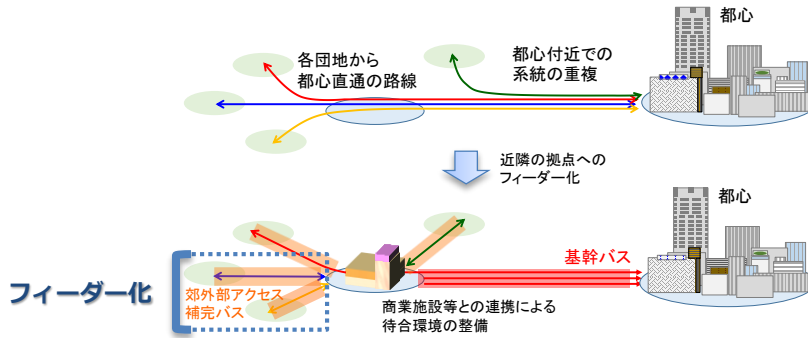 都心
各団地から
都心直通の路線
都心付近での
系統の重複
近隣の拠点への
フィーダー化
都心
基幹バス
フィーダー化
郊外部アクセス
補完バス
商業施設等との連携による
待合環境の整備